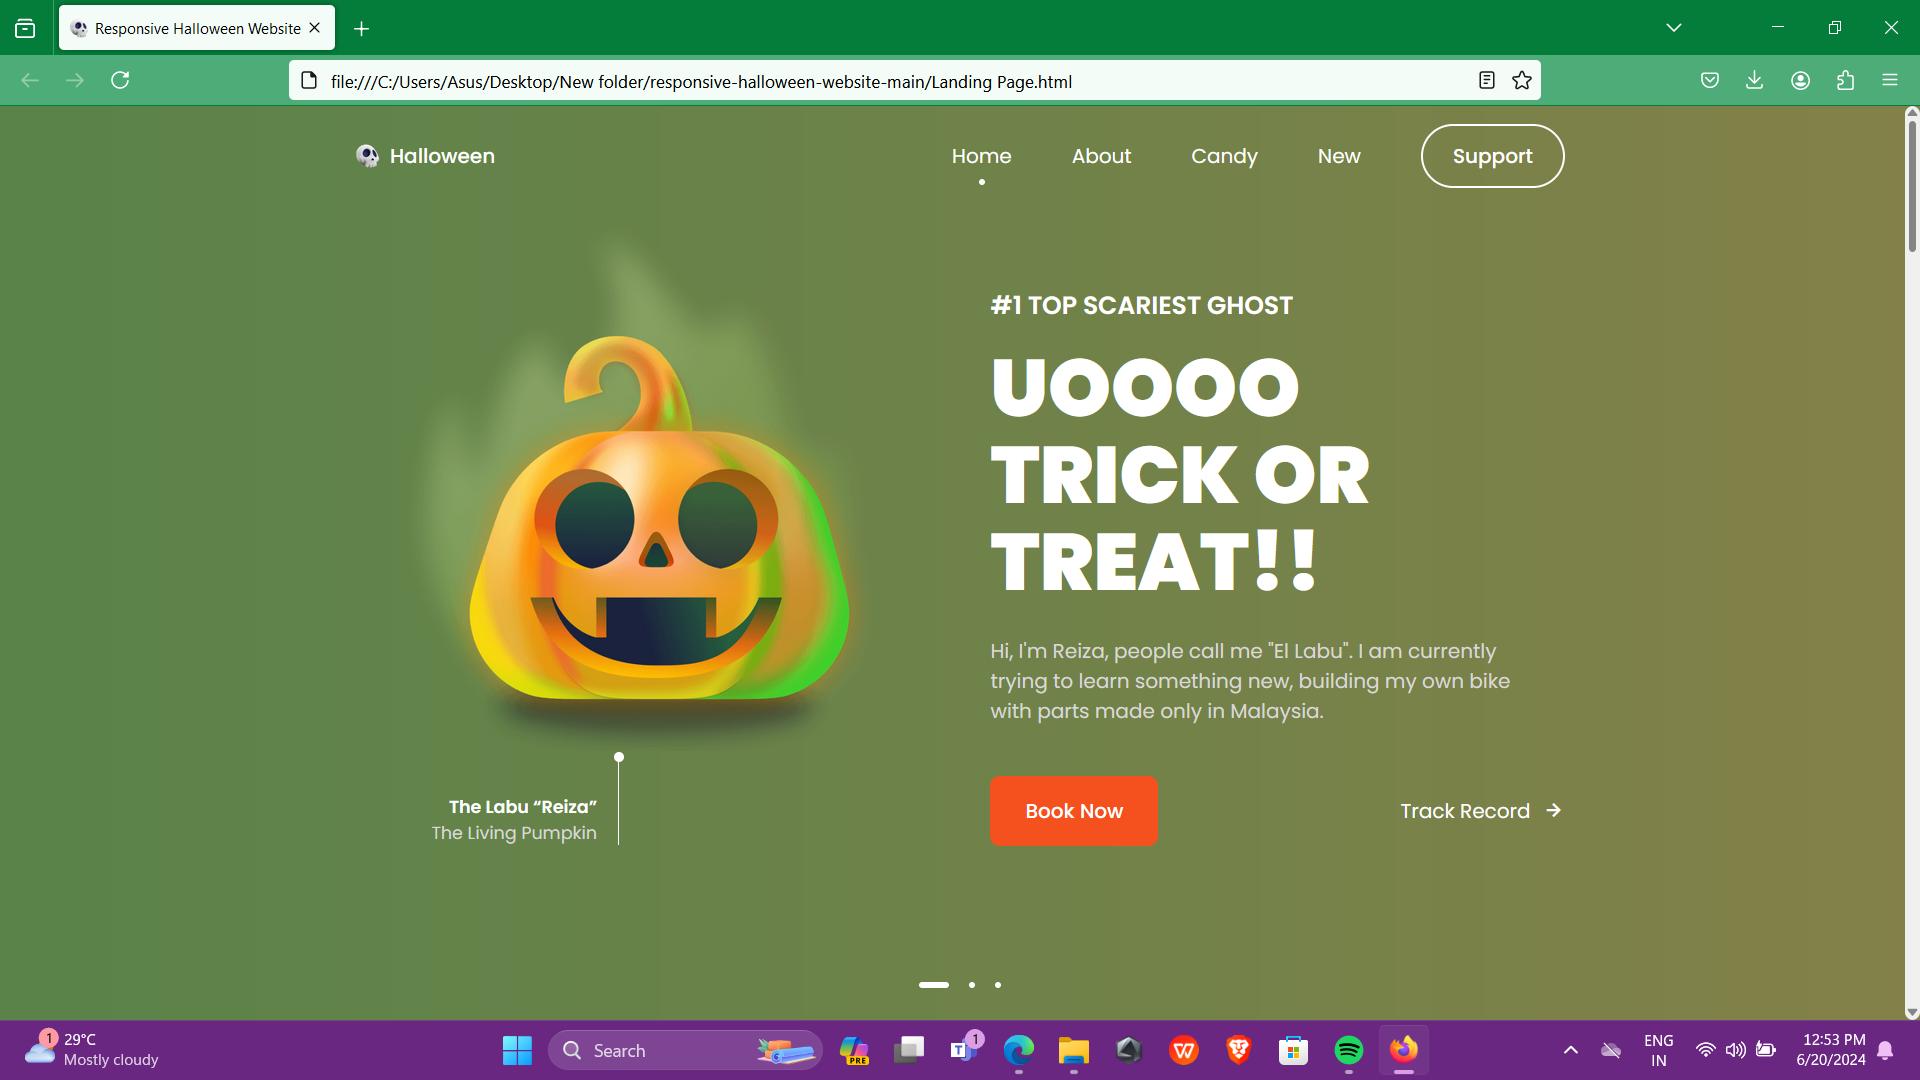 Responsive Halloween Website
file:///C:/Users/Asus/Desktop/New folder/responsive-halloween-website-main/Landing Page.html
Halloween
Home
About
Candy
New
Support
#1 TOP SCARIEST GHOST
UOOOO
TRICK OR
TREAT!!
Hi, I'm Reiza, people call me "El Labu". I am currently
trying to learn something new, building my own bike
with parts made only in Malaysia.
The Labu “Reiza”
The Living Pumpkin
Book Now
Track Record
1
29°C
Mostly cloudy
Search
PRE
T
1
W
ENG
IN
12:53 PM
6/20/2024